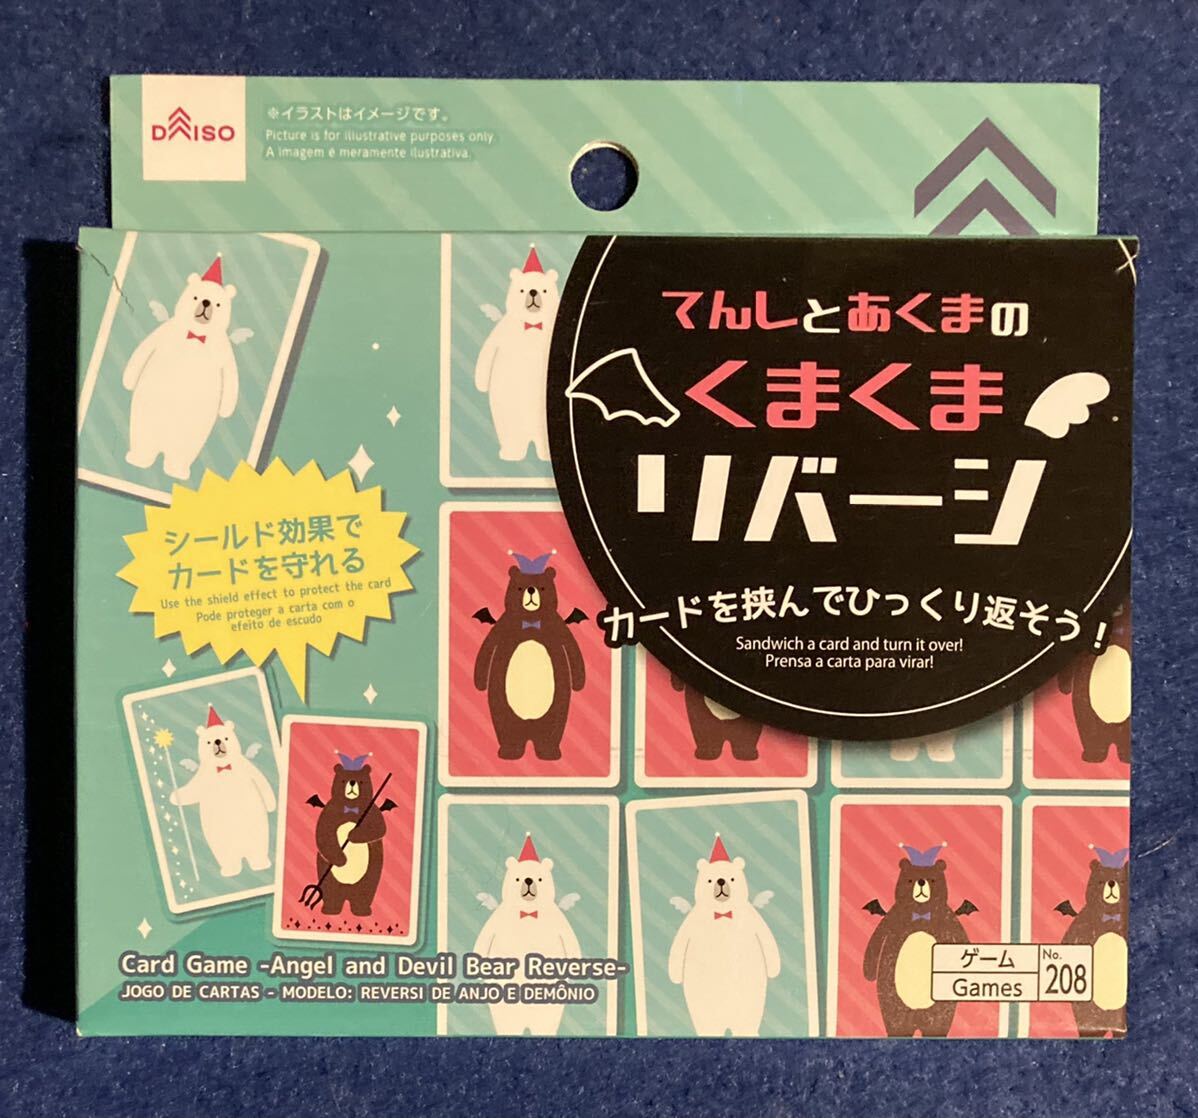 DAISO
※イラストはイメージです。
Picture is for illustrative purposes only.
A imagem é meramente ilustrativa.
てんしとあくまの
くまくま
リバーシ
カードを挟んでひっくり返そう!
Sandwich a card and turn it over!
Prensa a carta para virar!
シールド効果で
カードを守れる
Use the shield effect to protect the card
Pode proteger a carta com o
efeito de escudo
Card Game -Angel and Devil Bear Reverse-
JOGO DE CARTAS - MODELO: REVERSI DE ANJO E DEMÔNIO
ゲーム
Games
No.
208